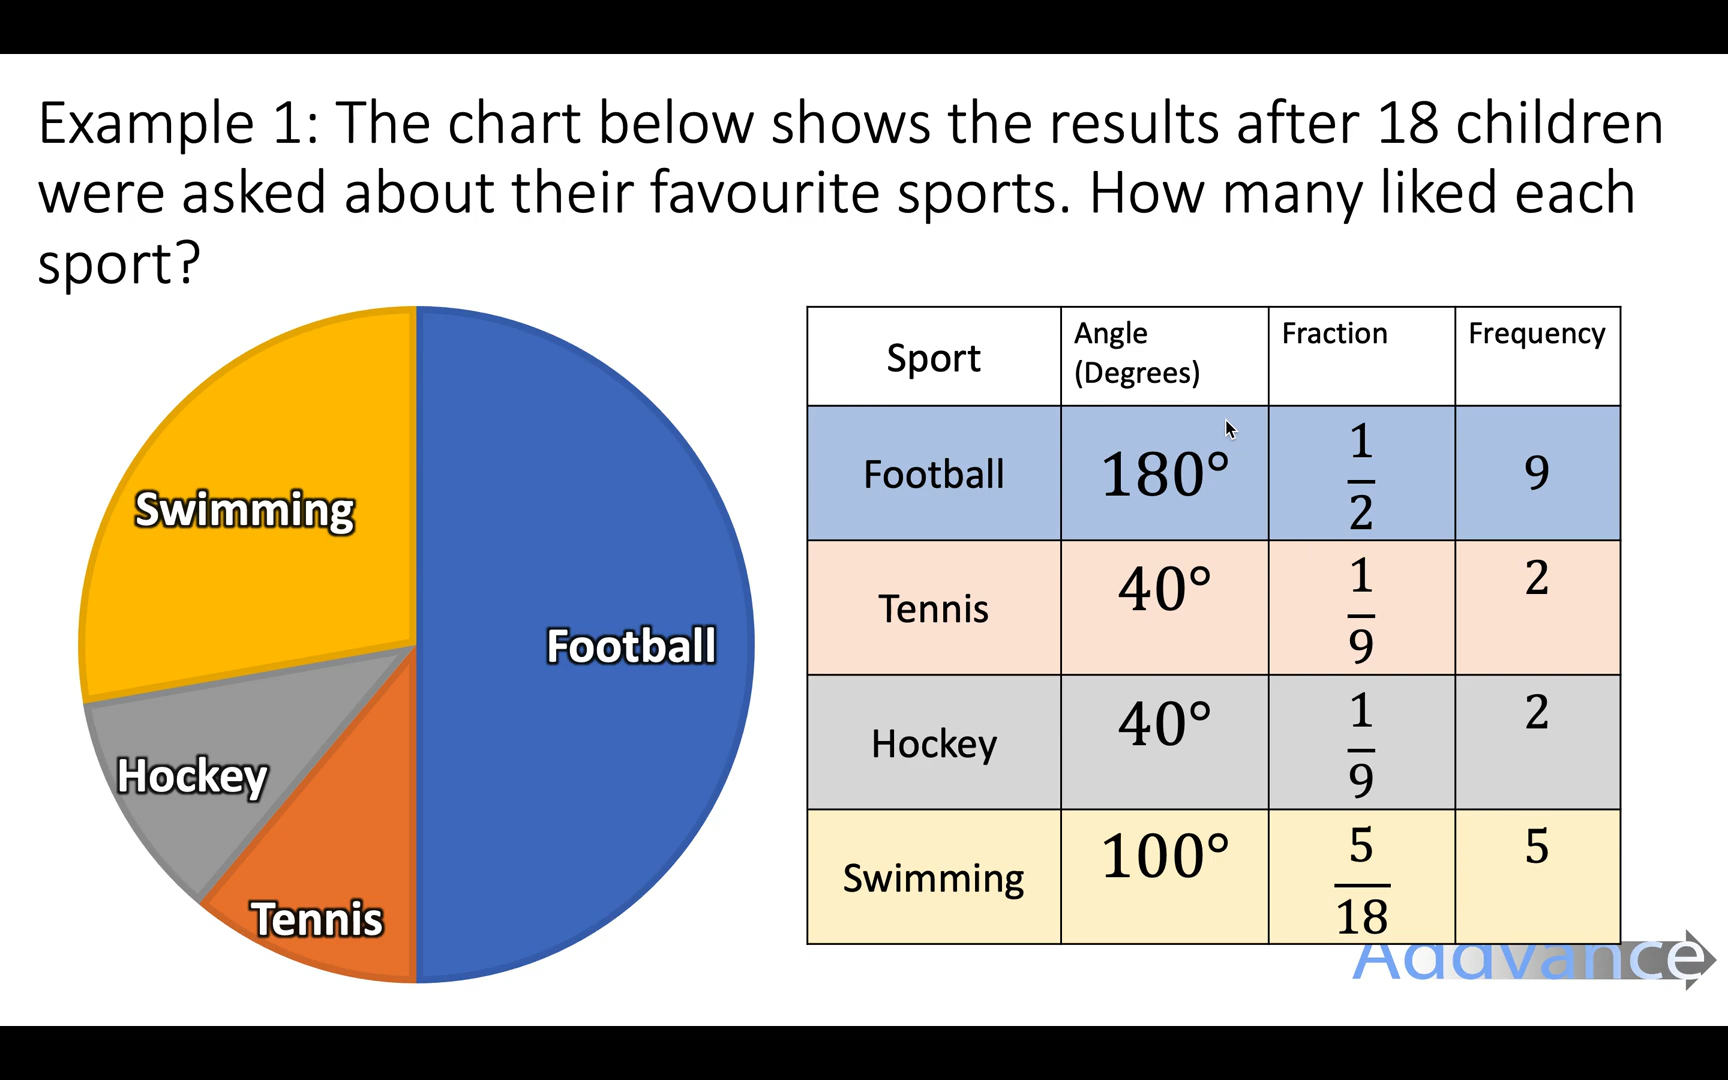 Example 1: The chart below shows the results after 18 children
were asked about their favourite sports. How many liked each
sport?
Swimming
Football
Hockey
Tennis
Sport Angle (Degrees) Fraction Frequency
Football 180° 1/2 9
Tennis 40° 1/9 2
Hockey 40° 1/9 2
Swimming 100° 5/18 5
Addvance